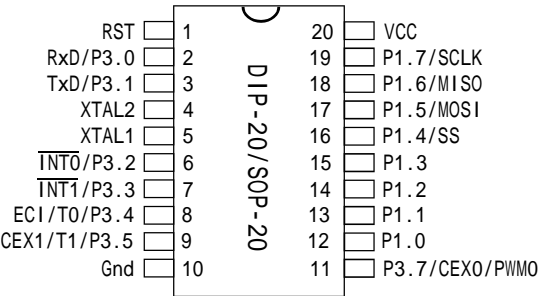 RST 1 20 VCC
RxD/P3.0 2 19 P1.7/SCLK
TxD/P3.1 3 18 P1.6/MISO
XTAL2 4 17 P1.5/MOSI
XTAL1 5 16 P1.4/SS
INT0/P3.2 6 15 P1.3
INT1/P3.3 7 14 P1.2
ECI/T0/P3.4 8 13 P1.1
CEX1/T1/P3.5 9 12 P1.0
Gnd 10 11 P3.7/CEX0/PWM0
DIP-20/SOP-20